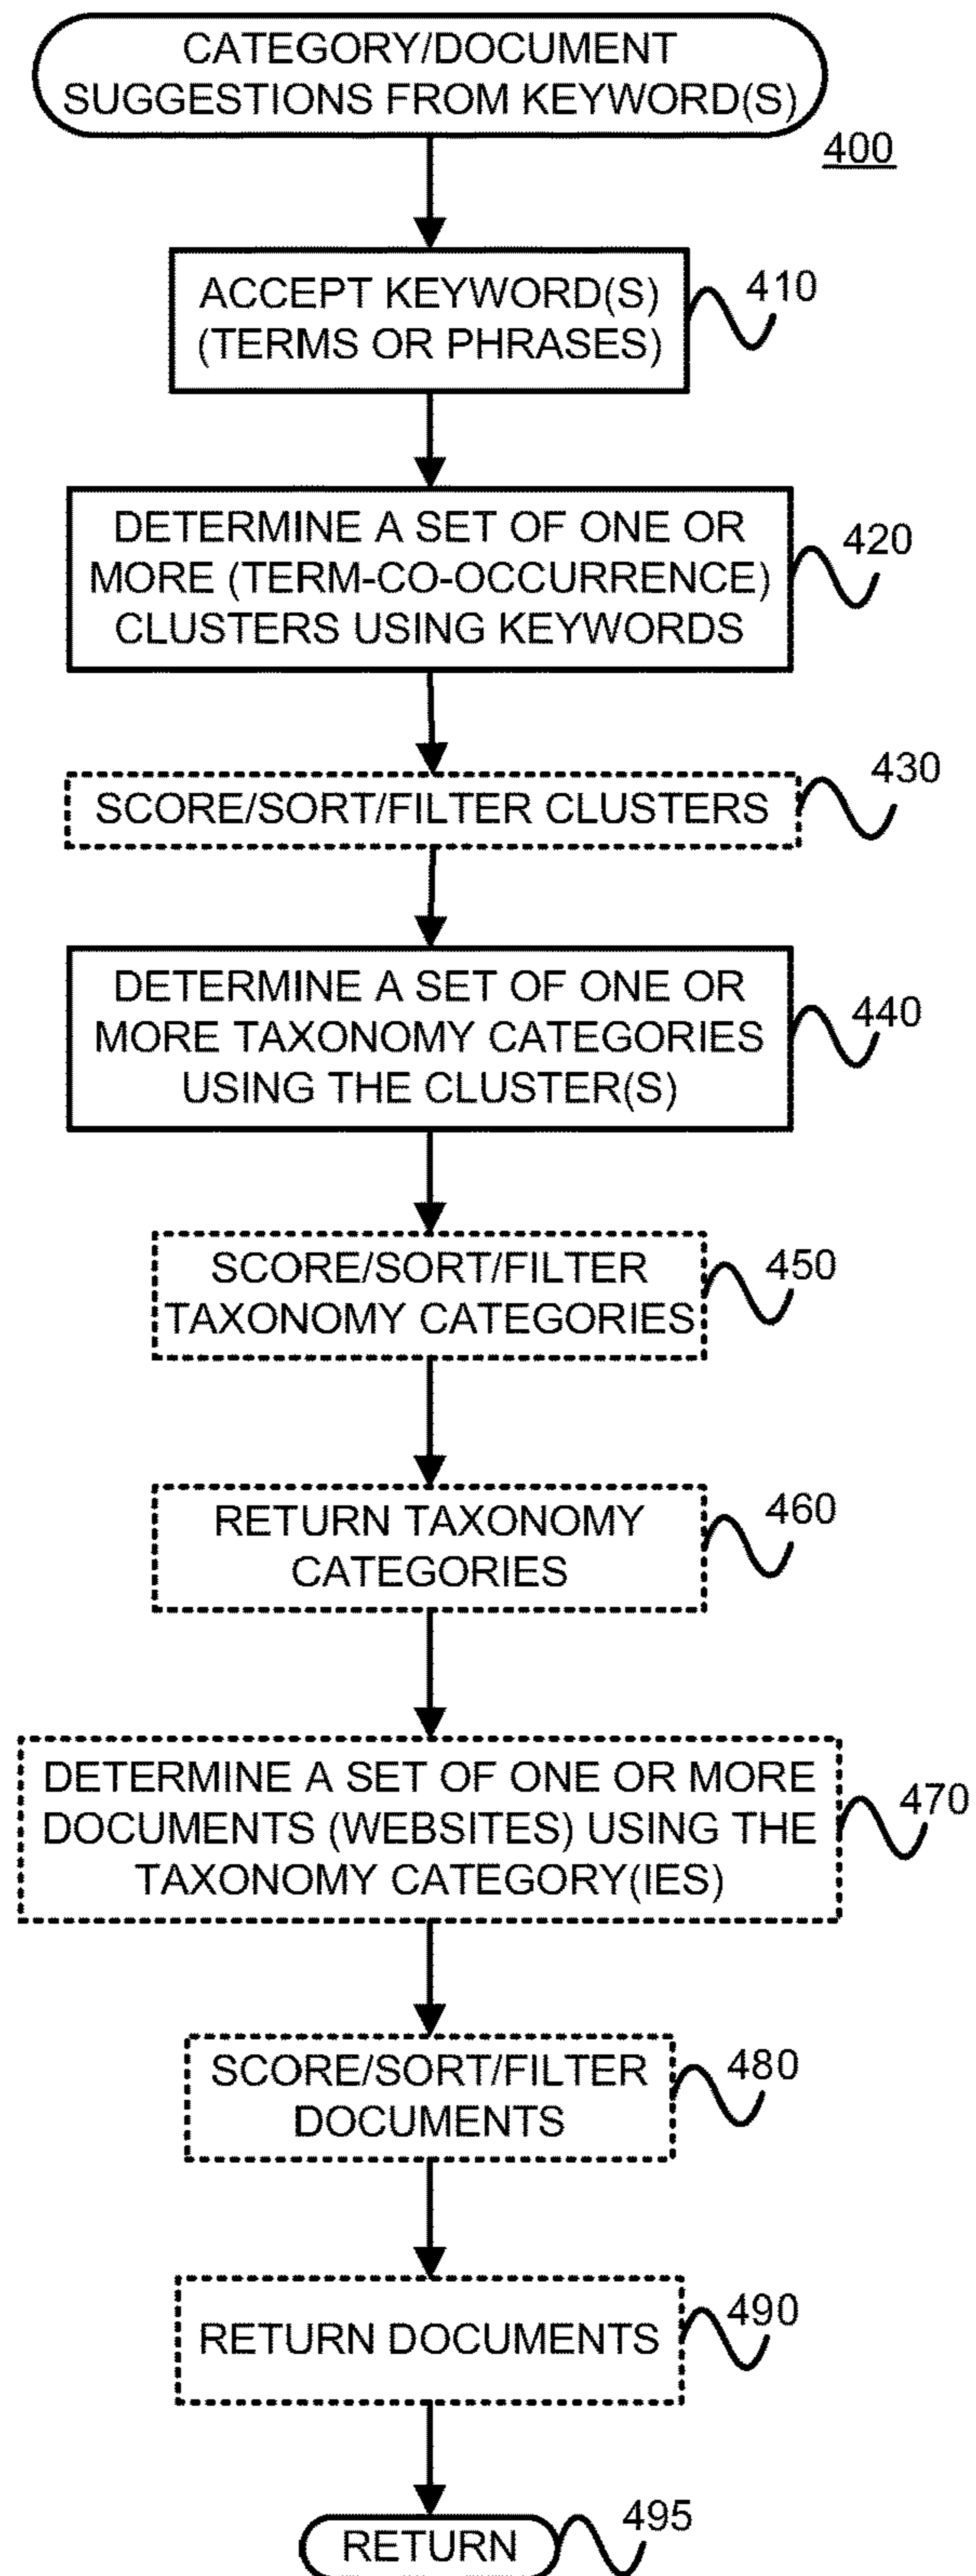 CATEGORY/DOCUMENT
SUGGESTIONS FROM KEYWORD(S)
400
ACCEPT KEYWORD(S)
(TERMS OR PHRASES)
410
DETERMINE A SET OF ONE OR
MORE (TERM-CO-OCCURRENCE)
CLUSTERS USING KEYWORDS
420
SCORE/SORT/FILTER CLUSTERS
430
DETERMINE A SET OF ONE OR
MORE TAXONOMY CATEGORIES
USING THE CLUSTER(S)
440
SCORE/SORT/FILTER
TAXONOMY CATEGORIES
450
RETURN TAXONOMY
CATEGORIES
460
DETERMINE A SET OF ONE OR MORE
DOCUMENTS (WEBSITES) USING THE
TAXONOMY CATEGORY(IES)
470
SCORE/SORT/FILTER
DOCUMENTS
480
RETURN DOCUMENTS
490
RETURN
495